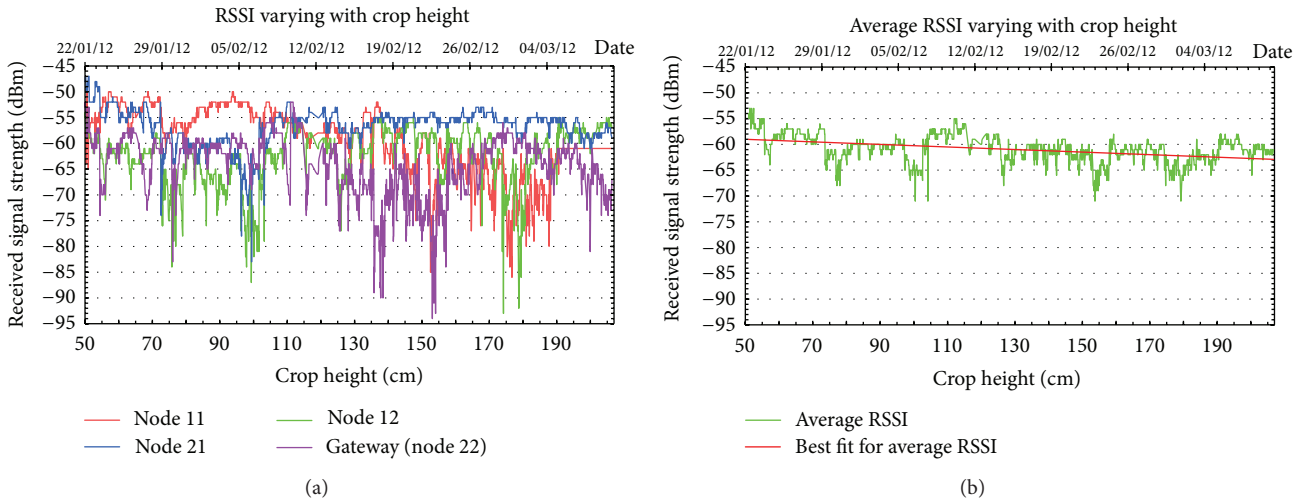 RSSI varying with crop height
22/01/12 29/01/12 05/02/12 12/02/12 19/02/12 26/02/12 04/03/12 Date
Received signal strength (dBm)
−45
−50
−55
−60
−65
−70
−75
−80
−85
−90
−95
50 70 90 110 130 150 170 190
Crop height (cm)
Node 11
Node 12
Node 21
Gateway (node 22)
(a)
Average RSSI varying with crop height
22/01/12 29/01/12 05/02/12 12/02/12 19/02/12 26/02/12 04/03/12 Date
Received signal strength (dBm)
−45
−50
−55
−60
−65
−70
−75
−80
−85
−90
−95
50 70 90 110 130 150 170 190
Crop height (cm)
Average RSSI
Best fit for average RSSI
(b)